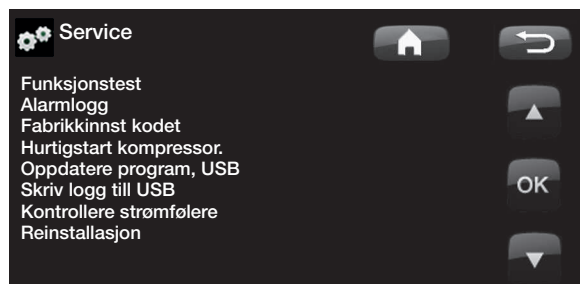 Service
Funksjonstest
Alarmlogg
Fabrikkinnst kodet
Hurtigstart kompressor.
Oppdatere program, USB
Skriv logg till USB
OK
Kontrollere strømfølere
Reinstallasjon